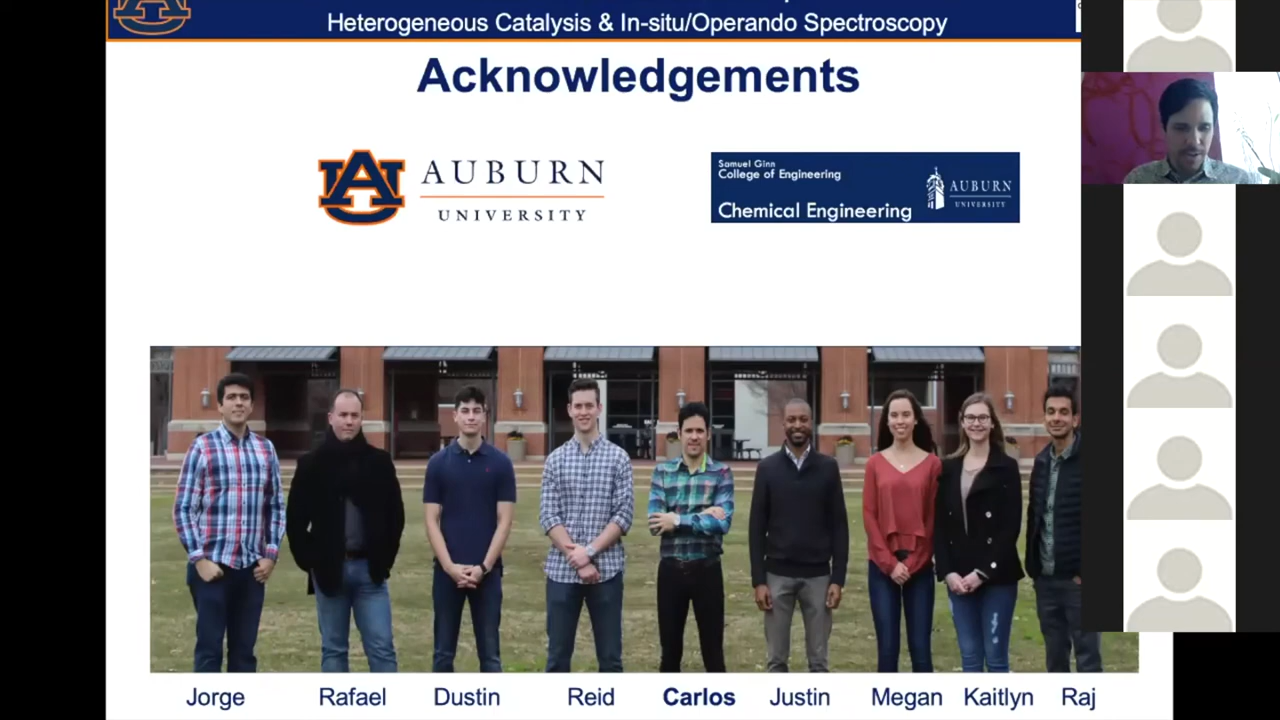 Heterogeneous Catalysis & In-situ/Operando Spectroscopy
Acknowledgements
AUBURN
UNIVERSITY
Samuel Ginn
College of Engineering
Chemical Engineering
AUBURN
UNIVERSITY
Jorge Rafael Dustin Reid Carlos Justin Megan Kaitlyn Raj